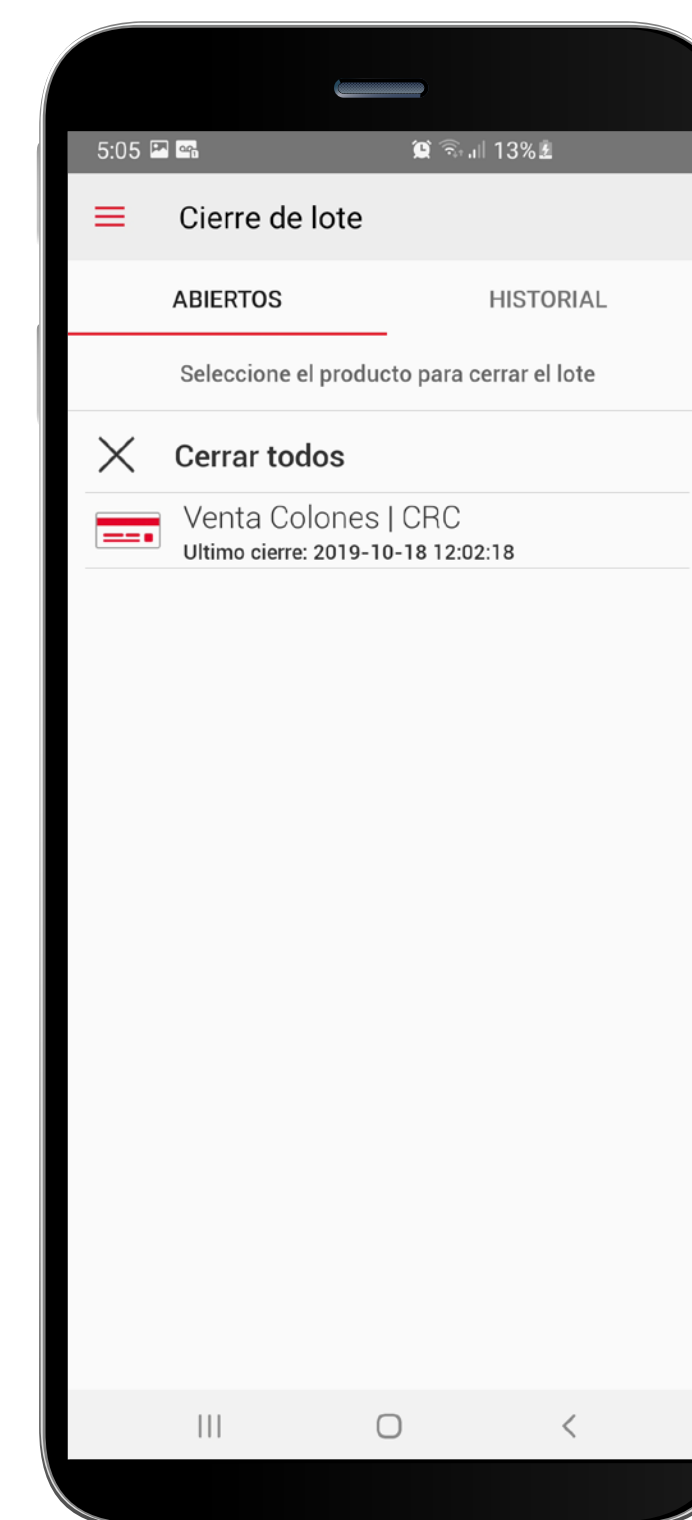 5:05 13%
Cierre de lote
ABIERTOS HISTORIAL
Seleccione el producto para cerrar el lote
Cerrar todos
Venta Colones | CRC
Ultimo cierre: 2019-10-18 12:02:18